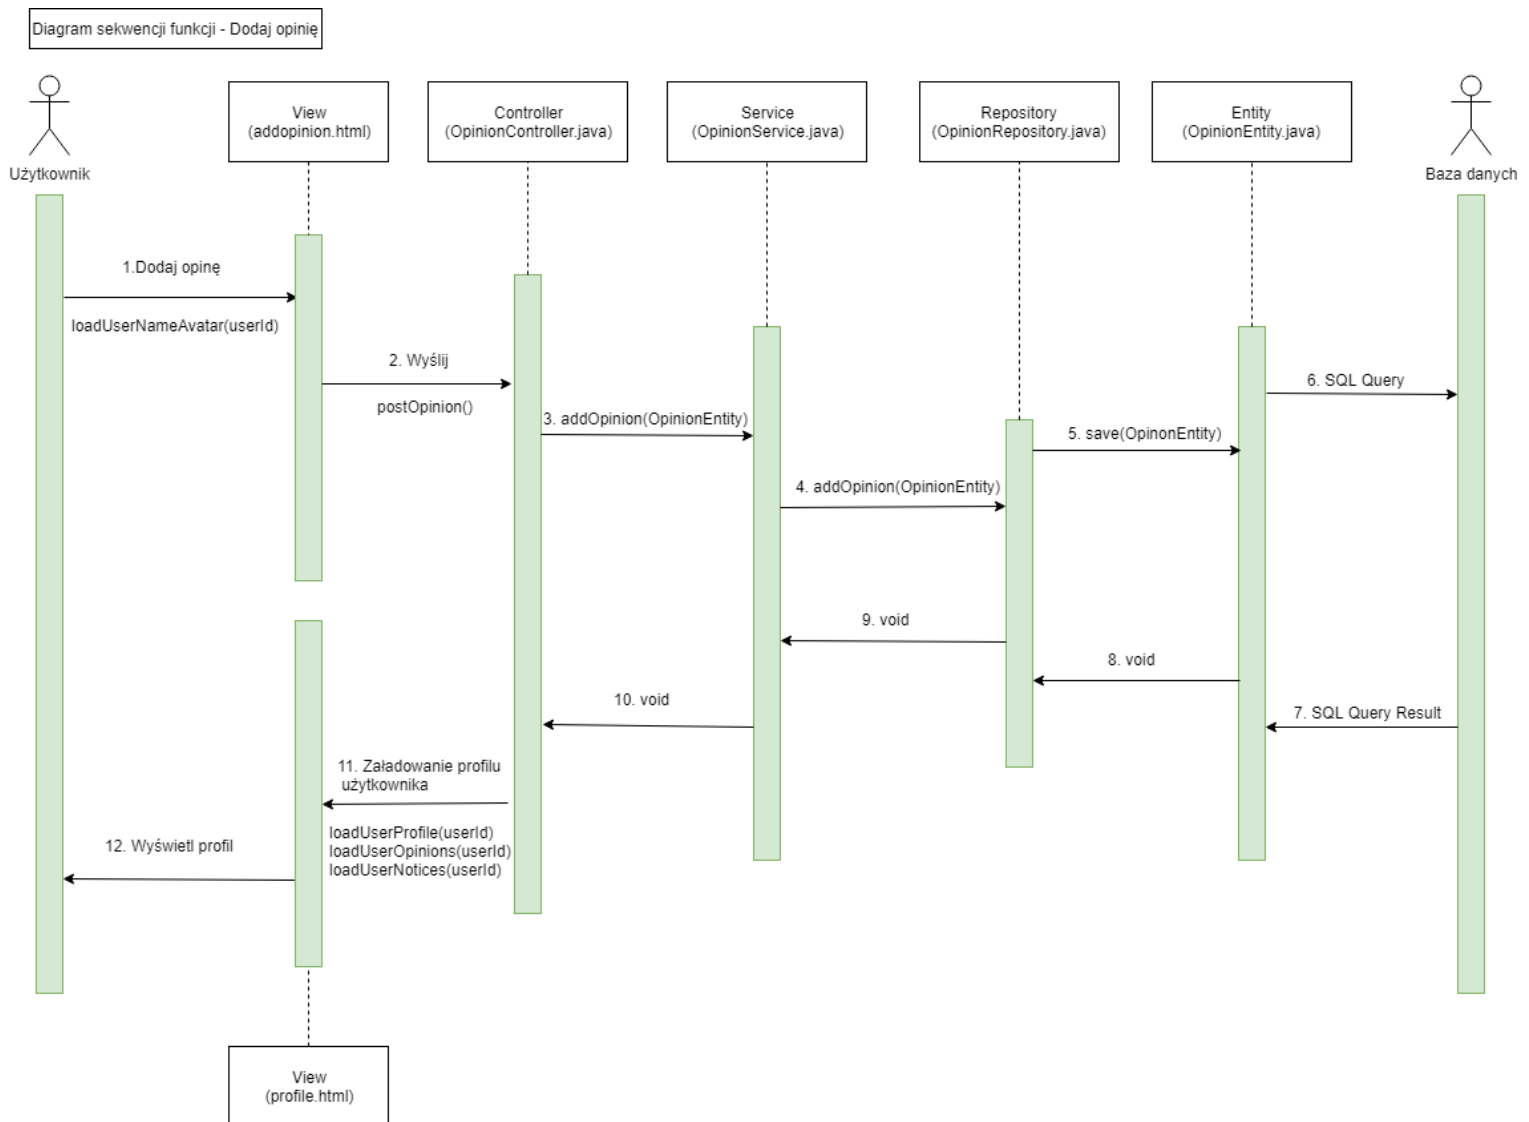 Diagram sekwencji funkcji - Dodaj opinię
Użytkownik
View
(addopinion.html)
Controller
(OpinionController.java)
Service
(OpinionService.java)
Repository
(OpinionRepository.java)
Entity
(OpinionEntity.java)
Baza danych
1.Dodaj opinę
loadUserNameAvatar(userId)
2. Wyślij
postOpinion()
3. addOpinion(OpinionEntity)
4. addOpinion(OpinionEntity)
5. save(OpinonEntity)
6. SQL Query
7. SQL Query Result
8. void
9. void
10. void
11. Załadowanie profilu
użytkownika
loadUserProfile(userId)
loadUserOpinions(userId)
loadUserNotices(userId)
12. Wyświetl profil
View
(profile.html)